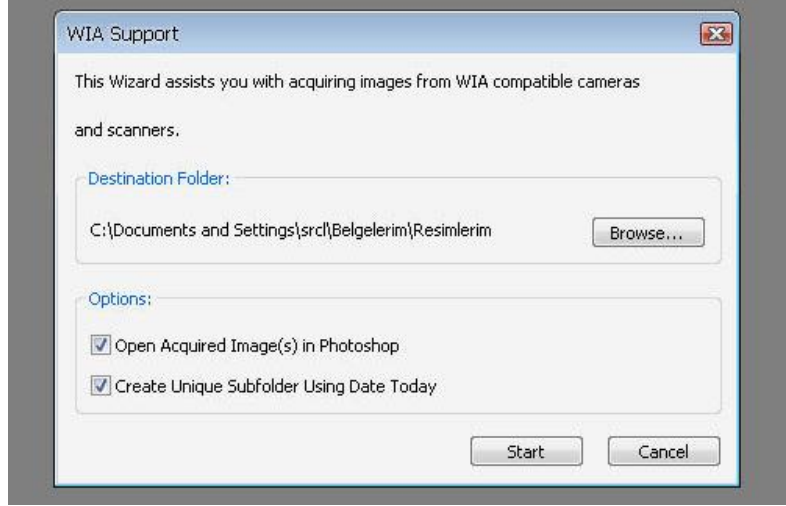 WIA Support
This Wizard assists you with acquiring images from WIA compatible cameras
and scanners.
Destination Folder:
C:\Documents and Settings\srcl\Belgelerim\Resimlerim
Browse...
Options:
Open Acquired Image(s) in Photoshop
Create Unique Subfolder Using Date Today
Start
Cancel